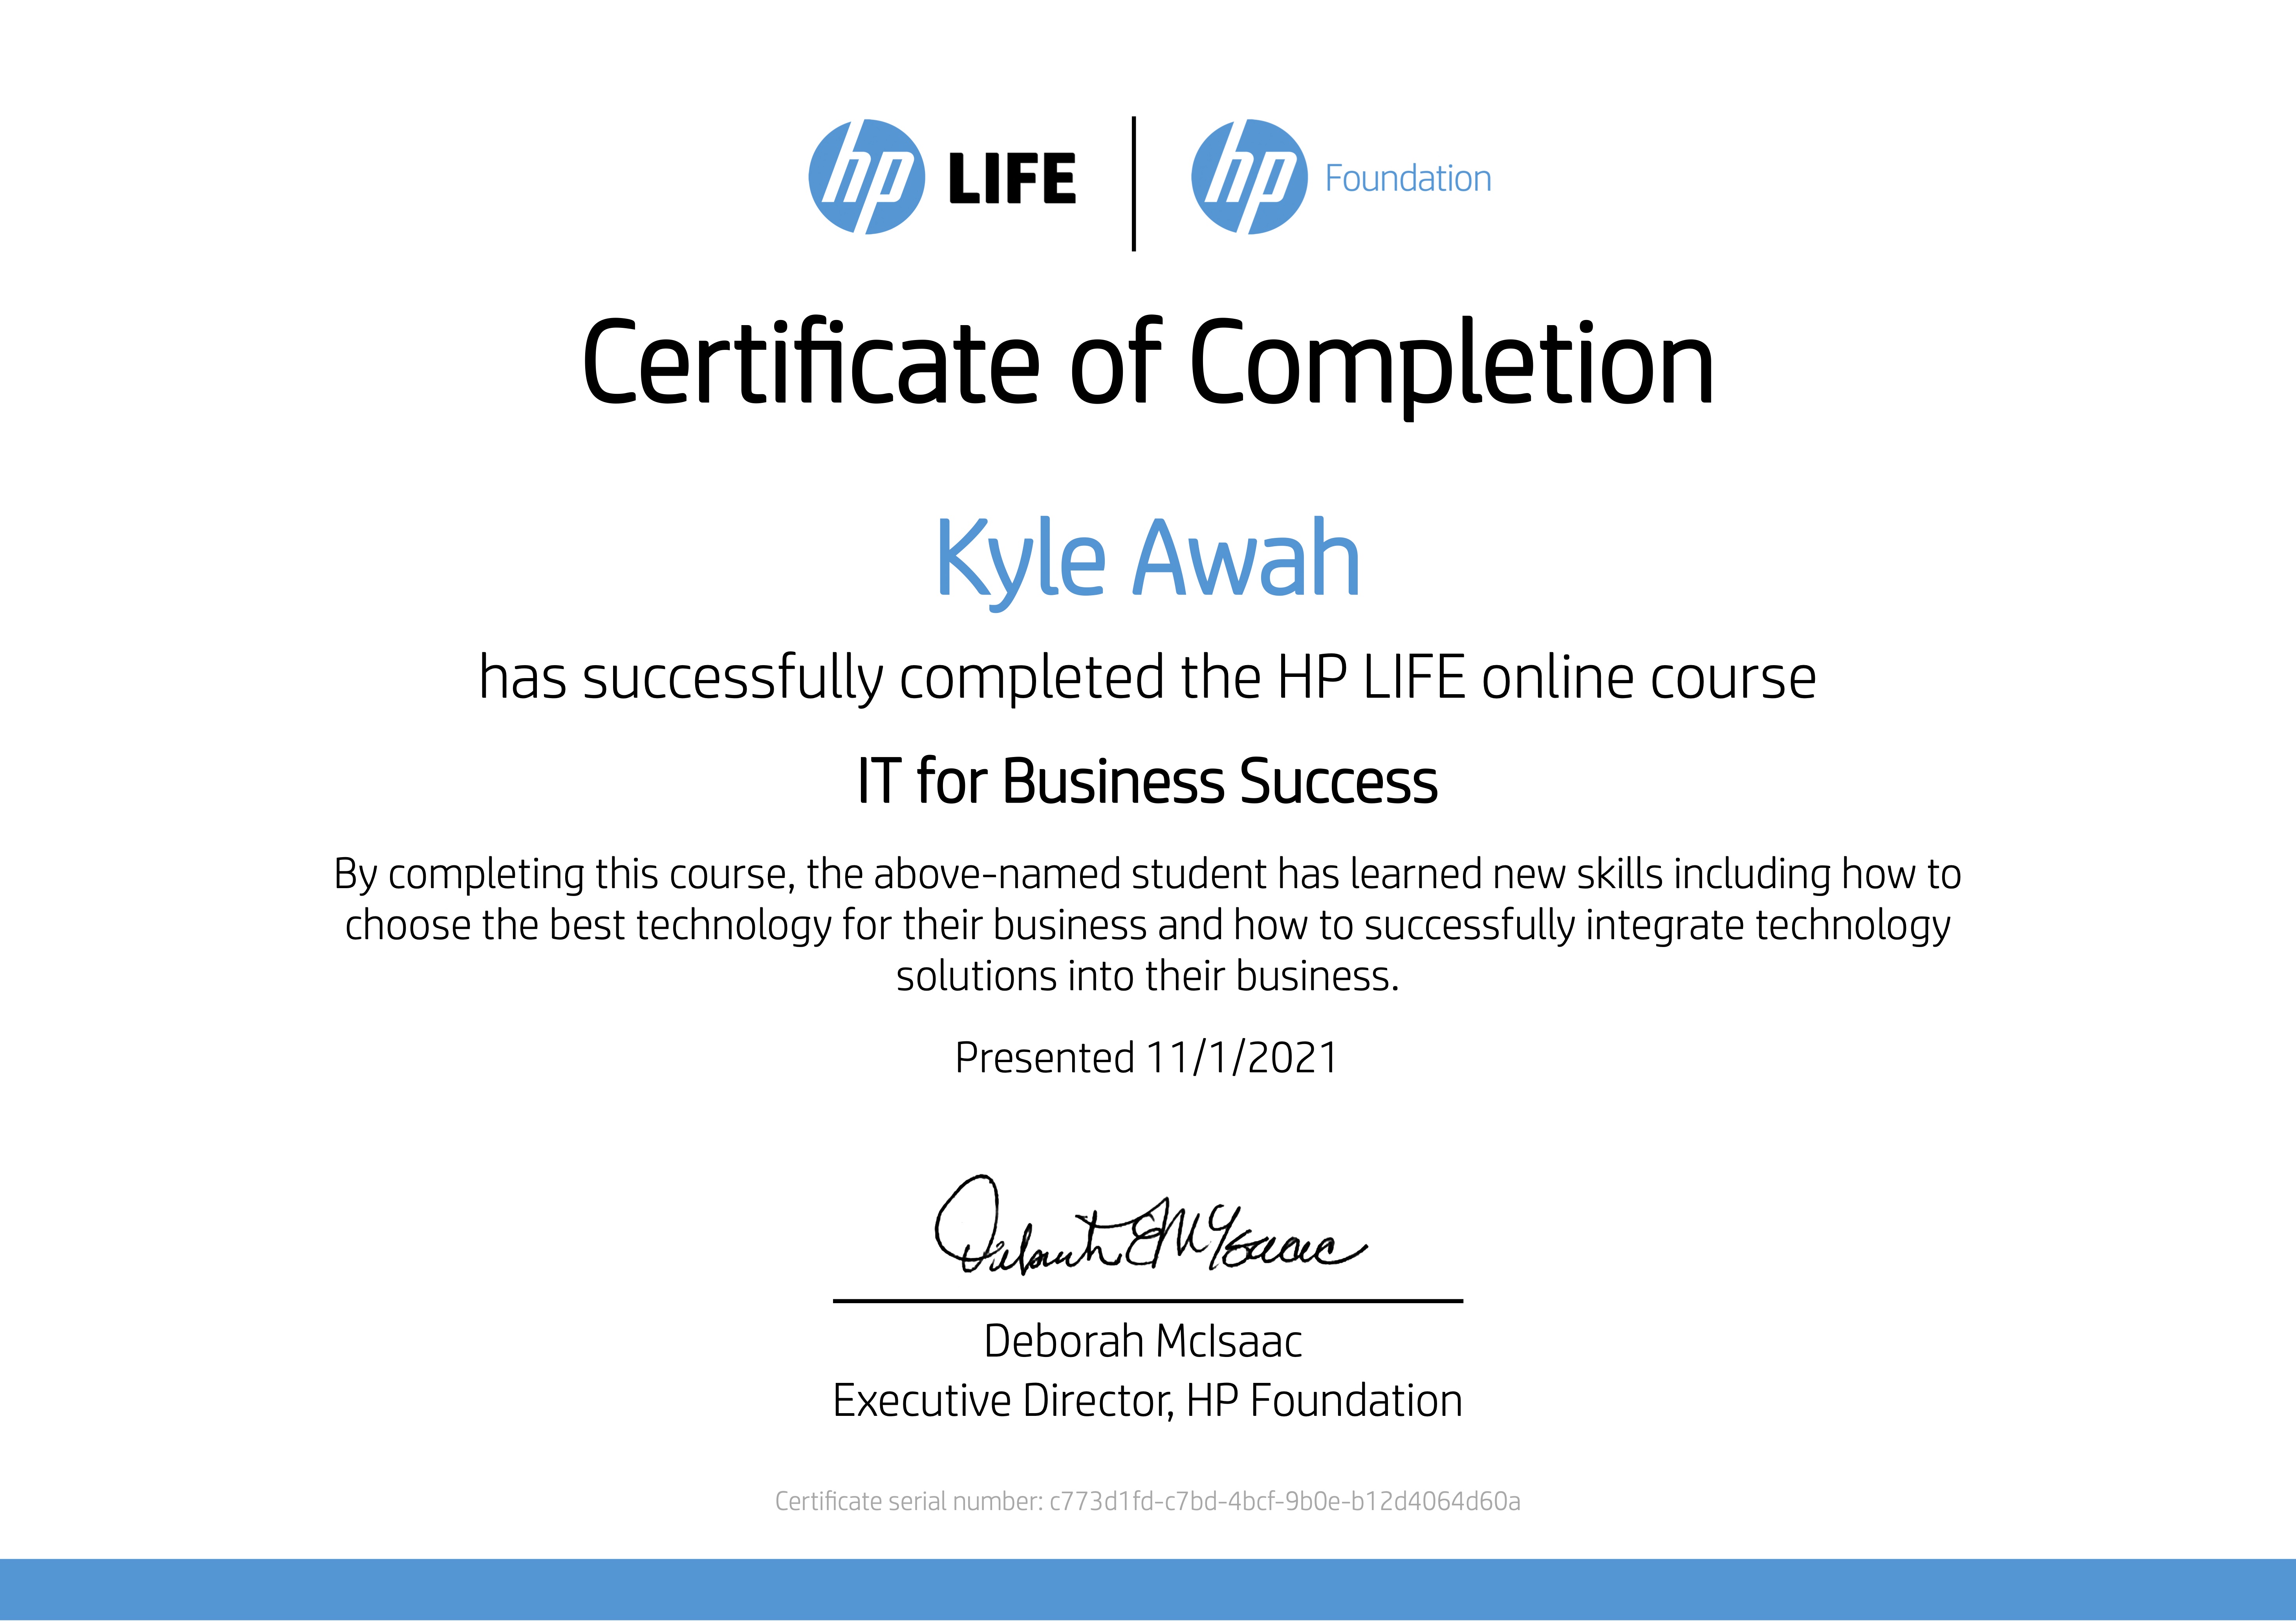 hp LIFE | hp Foundation
Certificate of Completion
Kyle Awah
has successfully completed the HP LIFE online course
IT for Business Success
By completing this course, the above-named student has learned new skills including how to
choose the best technology for their business and how to successfully integrate technology
solutions into their business.
Presented 11/1/2021
Deborah E McIsaac
Deborah McIsaac
Executive Director, HP Foundation
Certificate serial number: c773d1fd-c7bd-4bcf-9b0e-b12d4064d60a